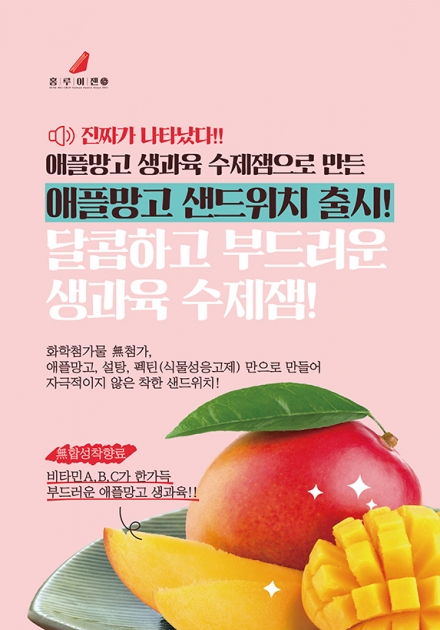 홍루이젠
진짜가 나타났다!!
애플망고 생과육 수제잼으로 만든
애플망고 샌드위치 출시!
달콤하고 부드러운
생과육 수제잼!
화학첨가물 無첨가,
애플망고, 설탕, 펙틴(식물성응고제) 만으로 만들어
자극적이지 않은 착한 샌드위치!
無합성착향료
비타민A,B,C가 한가득
부드러운 애플망고 생과육!!